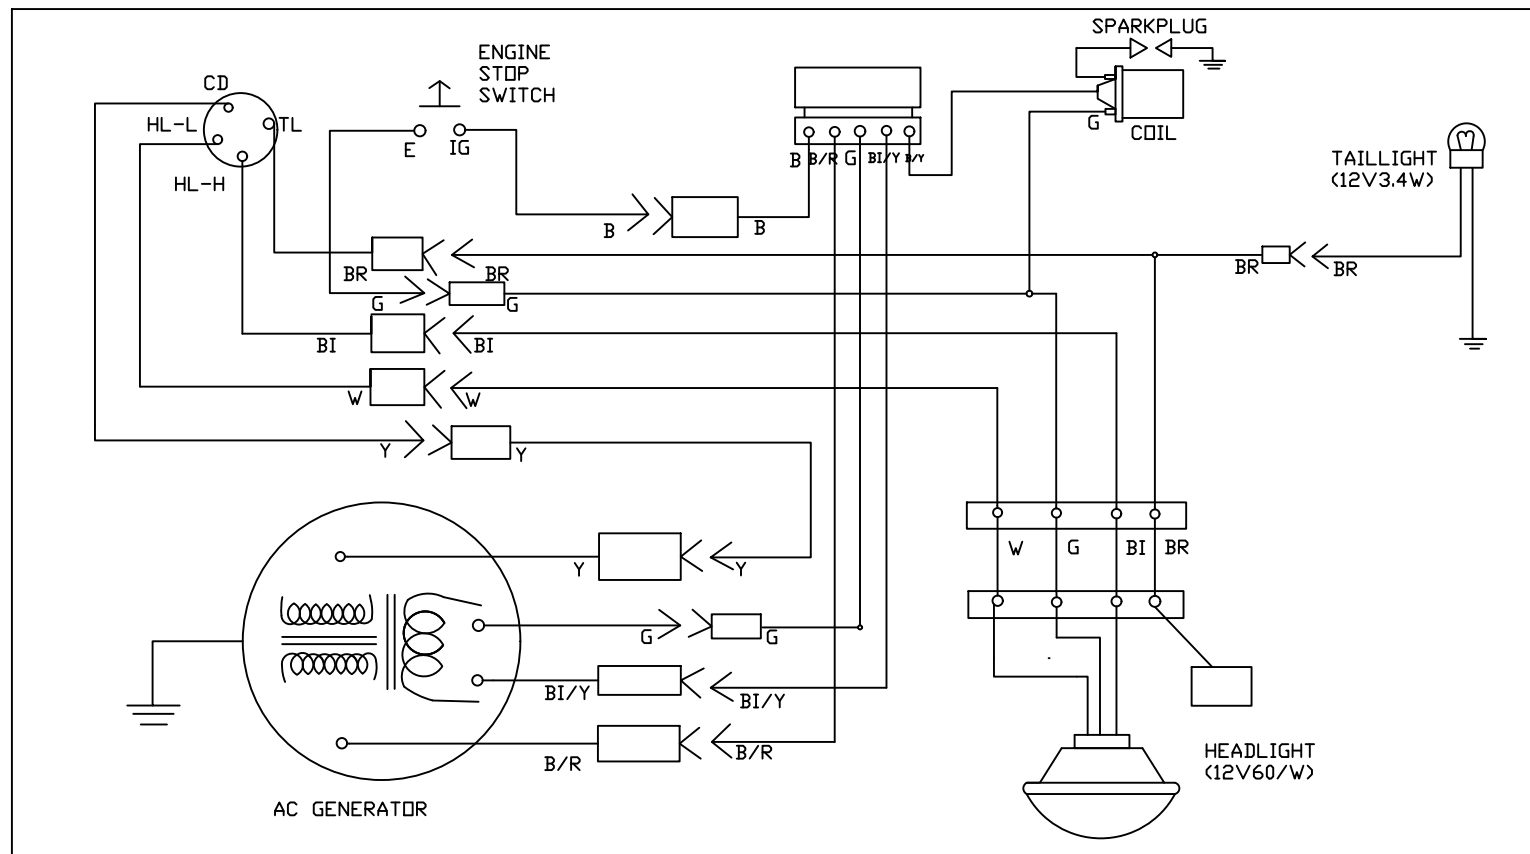 SPARKPLUG
ENGINE
STOP
SWITCH
CD
HL-L
TL
HL-H
E
IG
B
B/R
G
BI/Y
B/Y
G
COIL
TAILLIGHT
(12V3.4W)
B
B
BR
BR
BR
BR
G
G
BI
BI
W
W
Y
Y
W
G
BI
BR
Y
Y
G
G
BI/Y
BI/Y
B/R
B/R
HEADLIGHT
(12V60/W)
AC GENERATOR